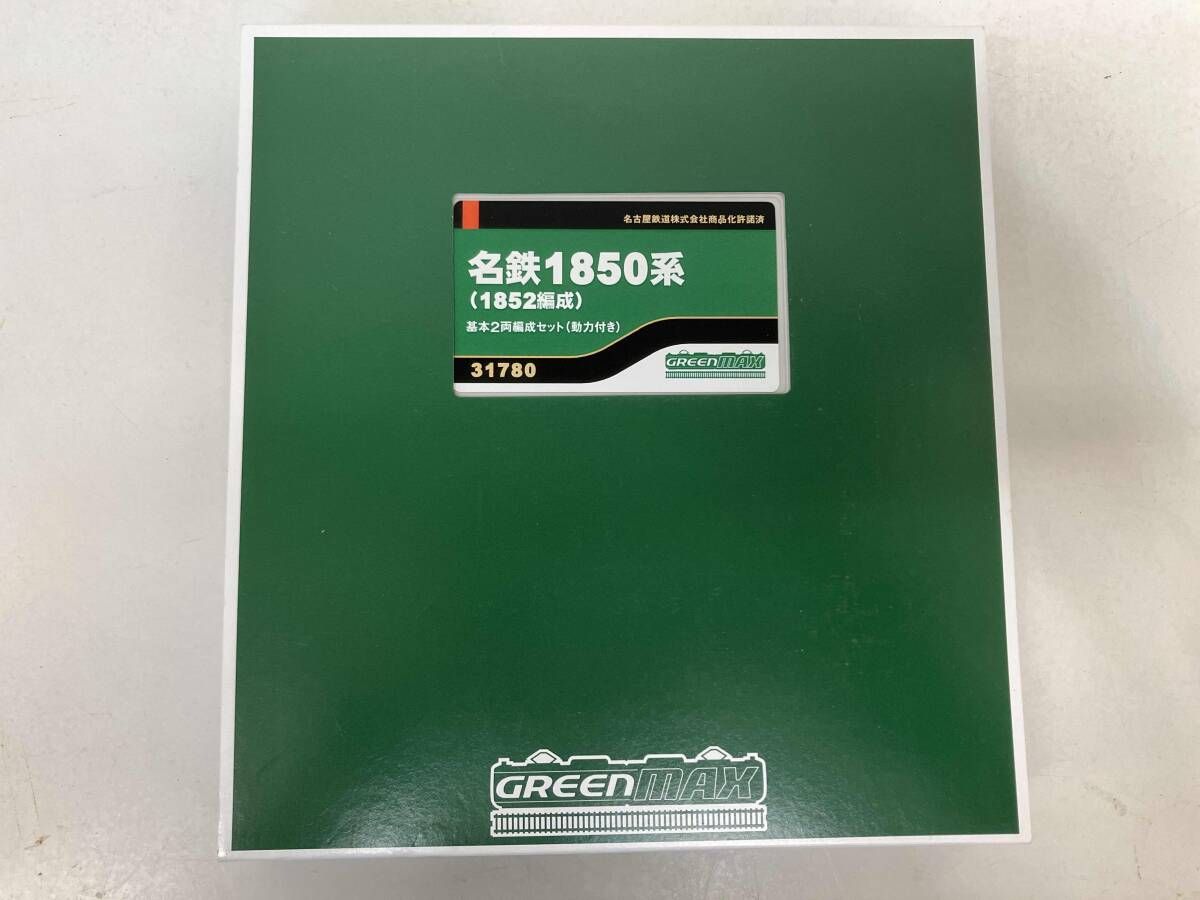 名古屋鉄道株式会社商品化許諾済
名鉄1850系
(1852編成)
基本2両編成セット(動力付き)
31780
GREENMAX
GREENMAX